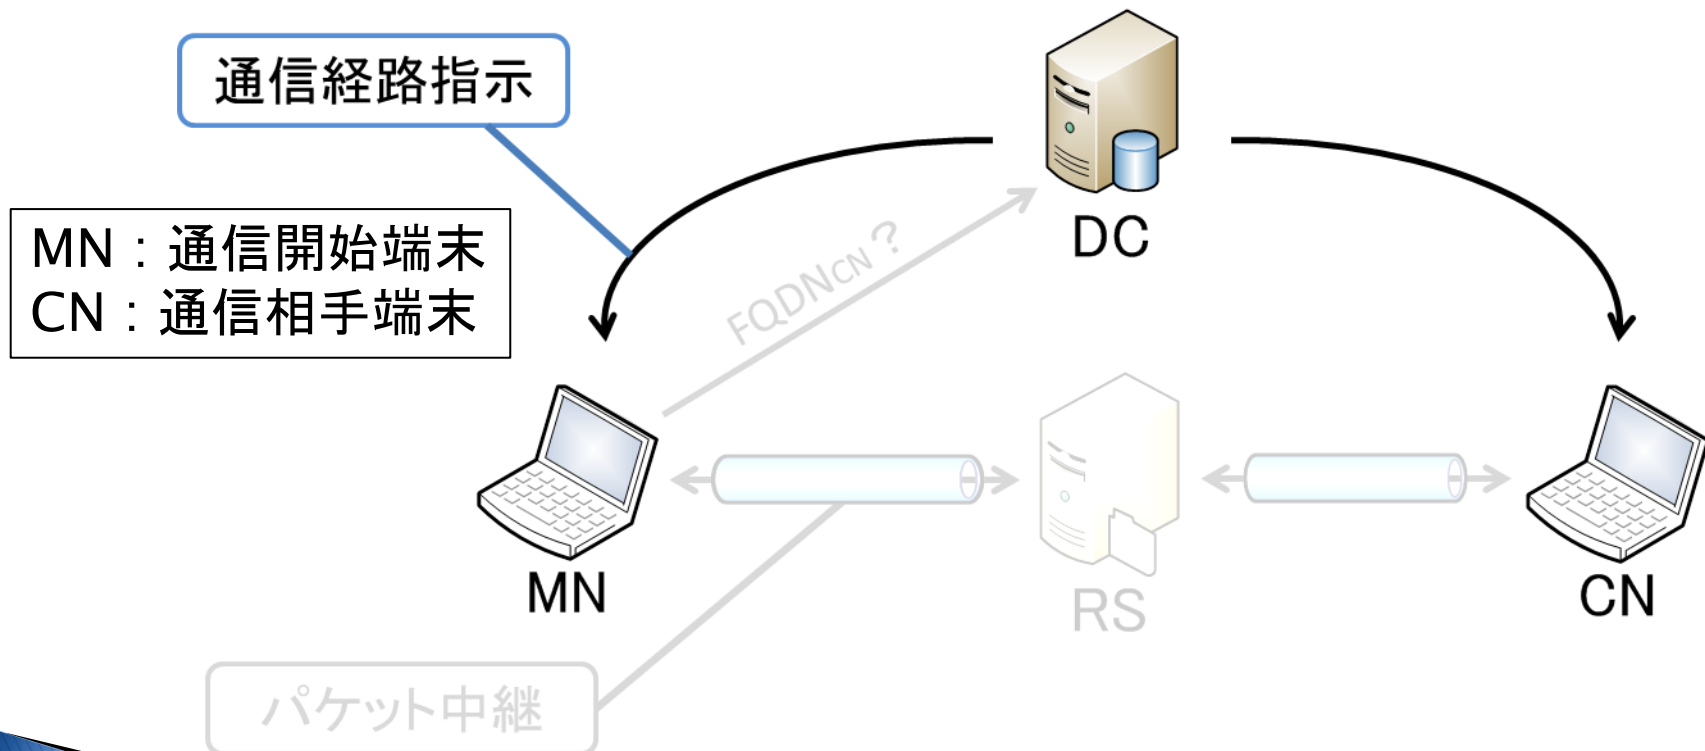 通信経路指示
MN：通信開始端末
CN：通信相手端末
DC
FQDNCN？
MN
RS
CN
パケット中継